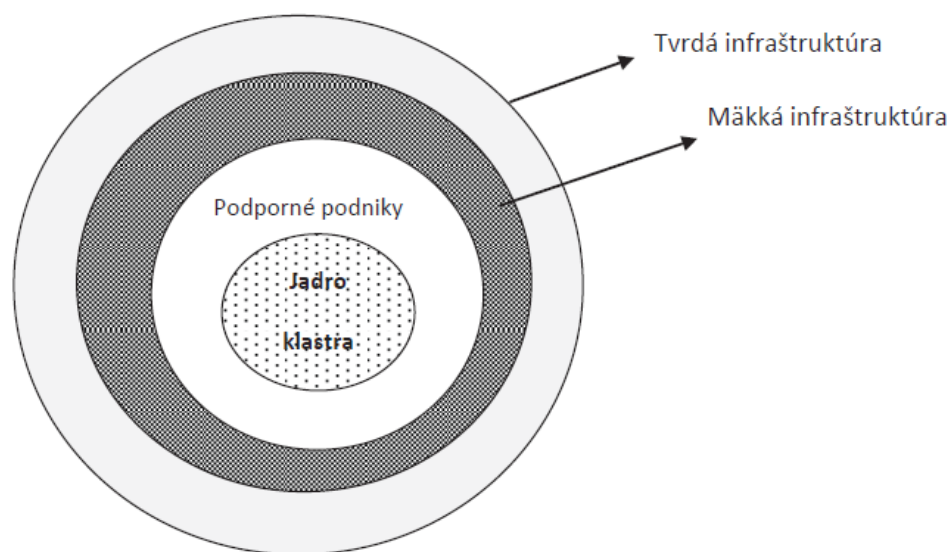 Tvrdá infraštruktúra
Mäkká infraštruktúra
Podporné podniky
Jadro
klastra